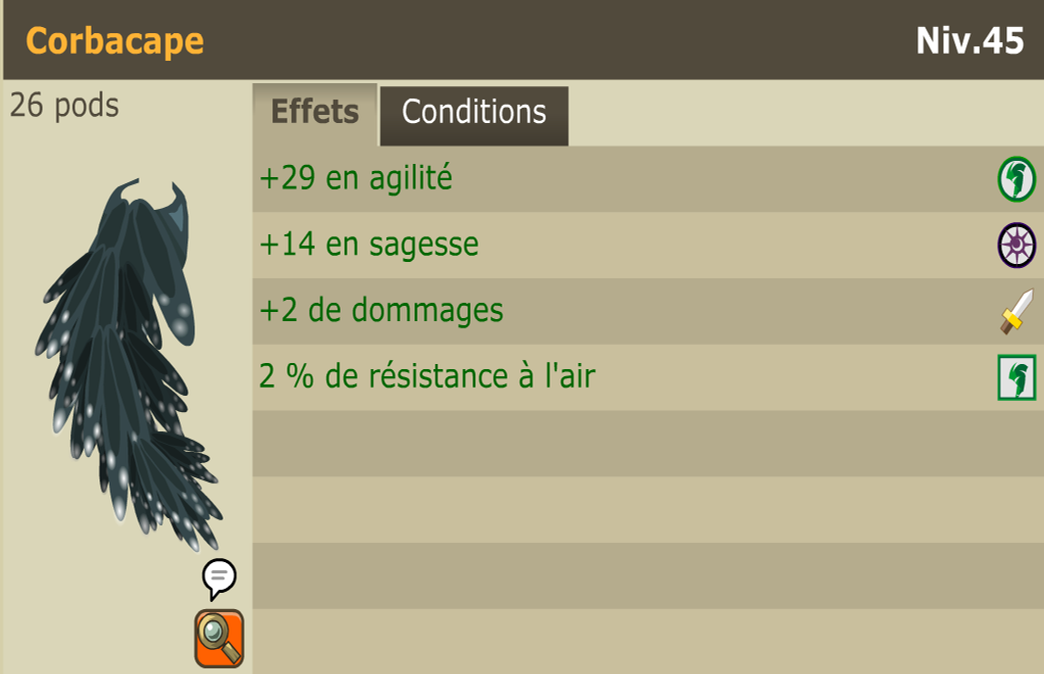 Corbacape
Niv.45
26 pods
Effets
Conditions
+29 en agilité
+14 en sagesse
+2 de dommages
2 % de résistance à l'air